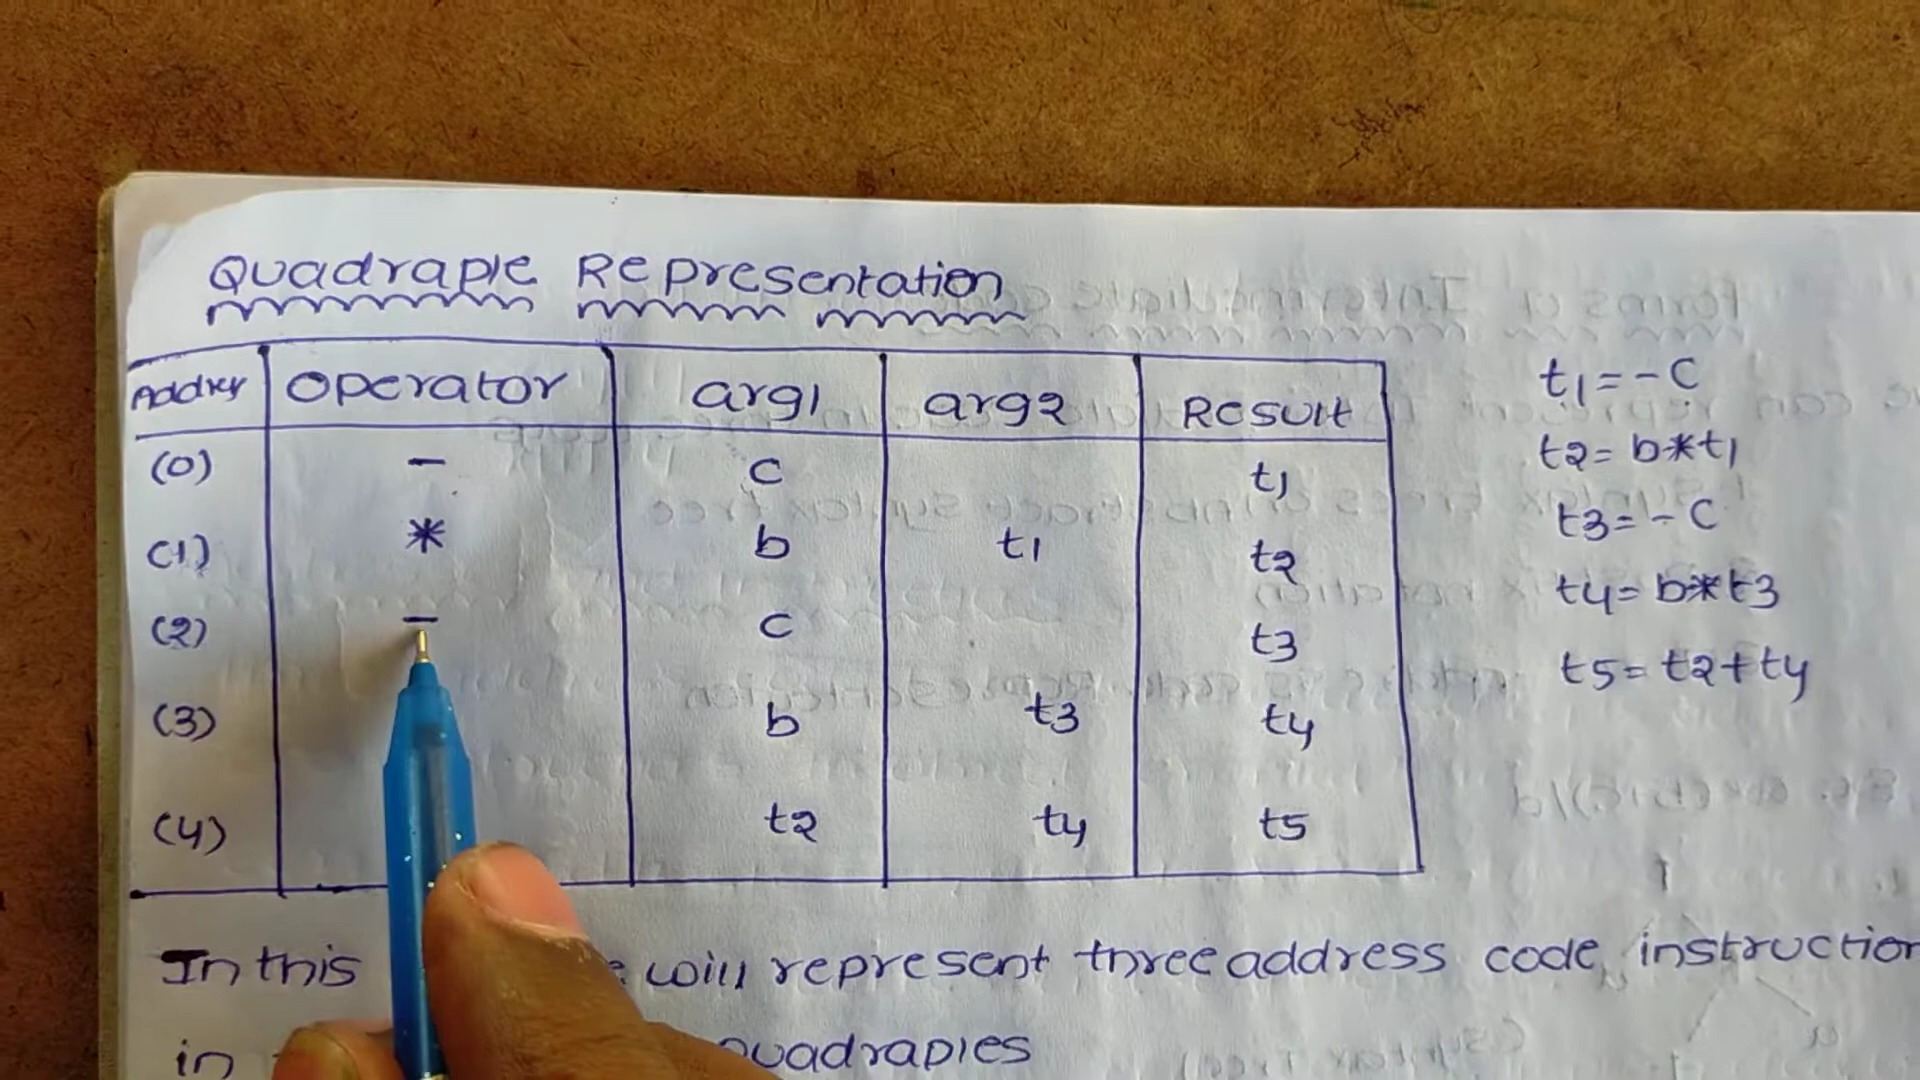 Quadraple Representation
Address Operator arg1 arg2 Result
(0) - c t1
(1) * b t1 t2
(2) - c t3
(3) b t3 t4
(4) t2 t4 t5
t1=-c
t2=b*t1
t3=-c
t4=b*t3
t5=t2+t4
In this will represent three address code instruction
in quadraples